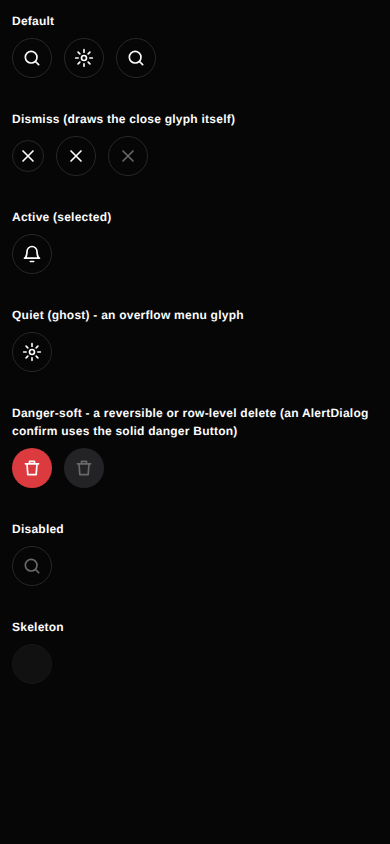 Default
Dismiss (draws the close glyph itself)
Active (selected)
Quiet (ghost) - an overflow menu glyph
Danger-soft - a reversible or row-level delete (an AlertDialog
confirm uses the solid danger Button)
Disabled
Skeleton